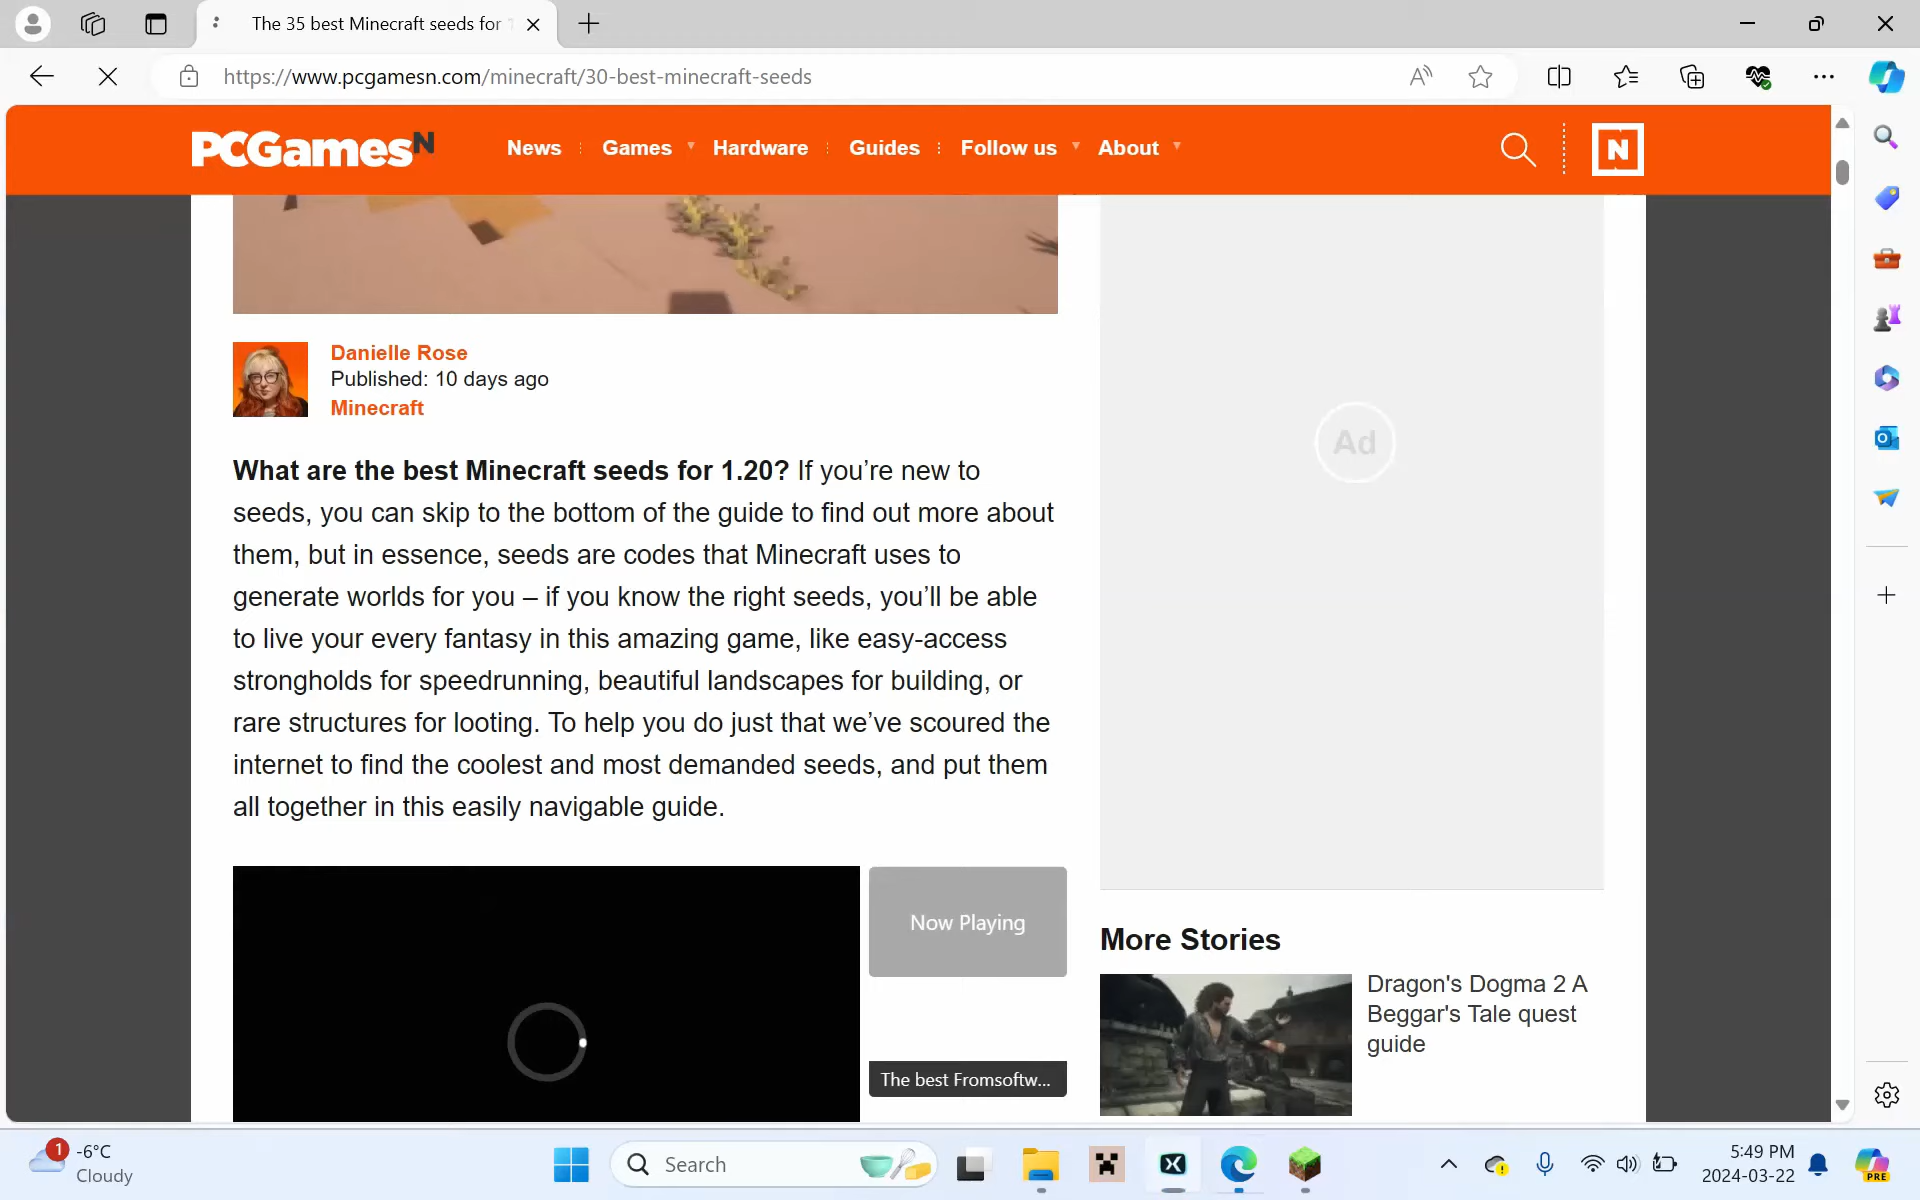 The 35 best Minecraft seeds for
https://www.pcgamesn.com/minecraft/30-best-minecraft-seeds
PCGamesN
News
Games
Hardware
Guides
Follow us
About
N
Danielle Rose
Published: 10 days ago
Minecraft
What are the best Minecraft seeds for 1.20? If you’re new to
seeds, you can skip to the bottom of the guide to find out more about
them, but in essence, seeds are codes that Minecraft uses to
generate worlds for you – if you know the right seeds, you’ll be able
to live your every fantasy in this amazing game, like easy-access
strongholds for speedrunning, beautiful landscapes for building, or
rare structures for looting. To help you do just that we’ve scoured the
internet to find the coolest and most demanded seeds, and put them
all together in this easily navigable guide.
Now Playing
The best Fromsoftw...
Ad
More Stories
Dragon's Dogma 2 A
Beggar's Tale quest
guide
1
-6°C
Cloudy
Search
5:49 PM
2024-03-22
PRE